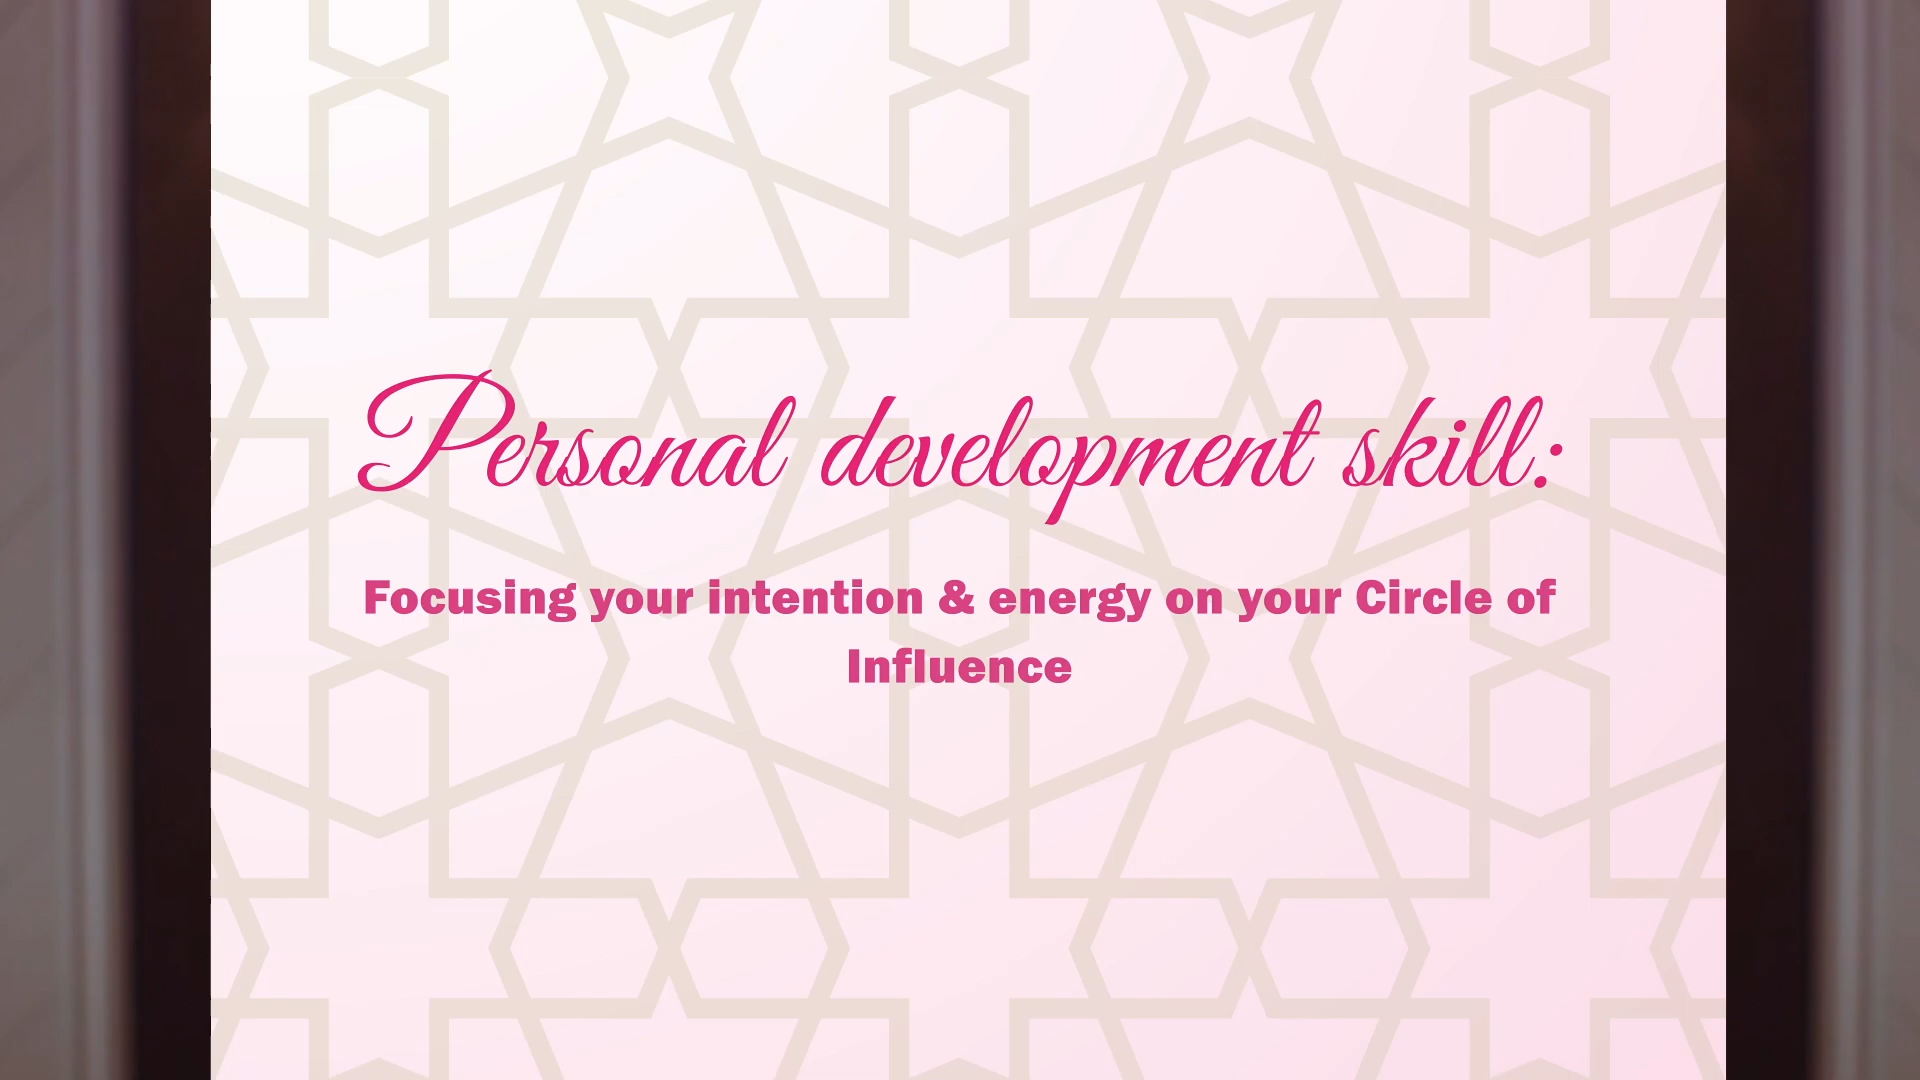 Personal development skill:
Focusing your intention & energy on your Circle of
Influence